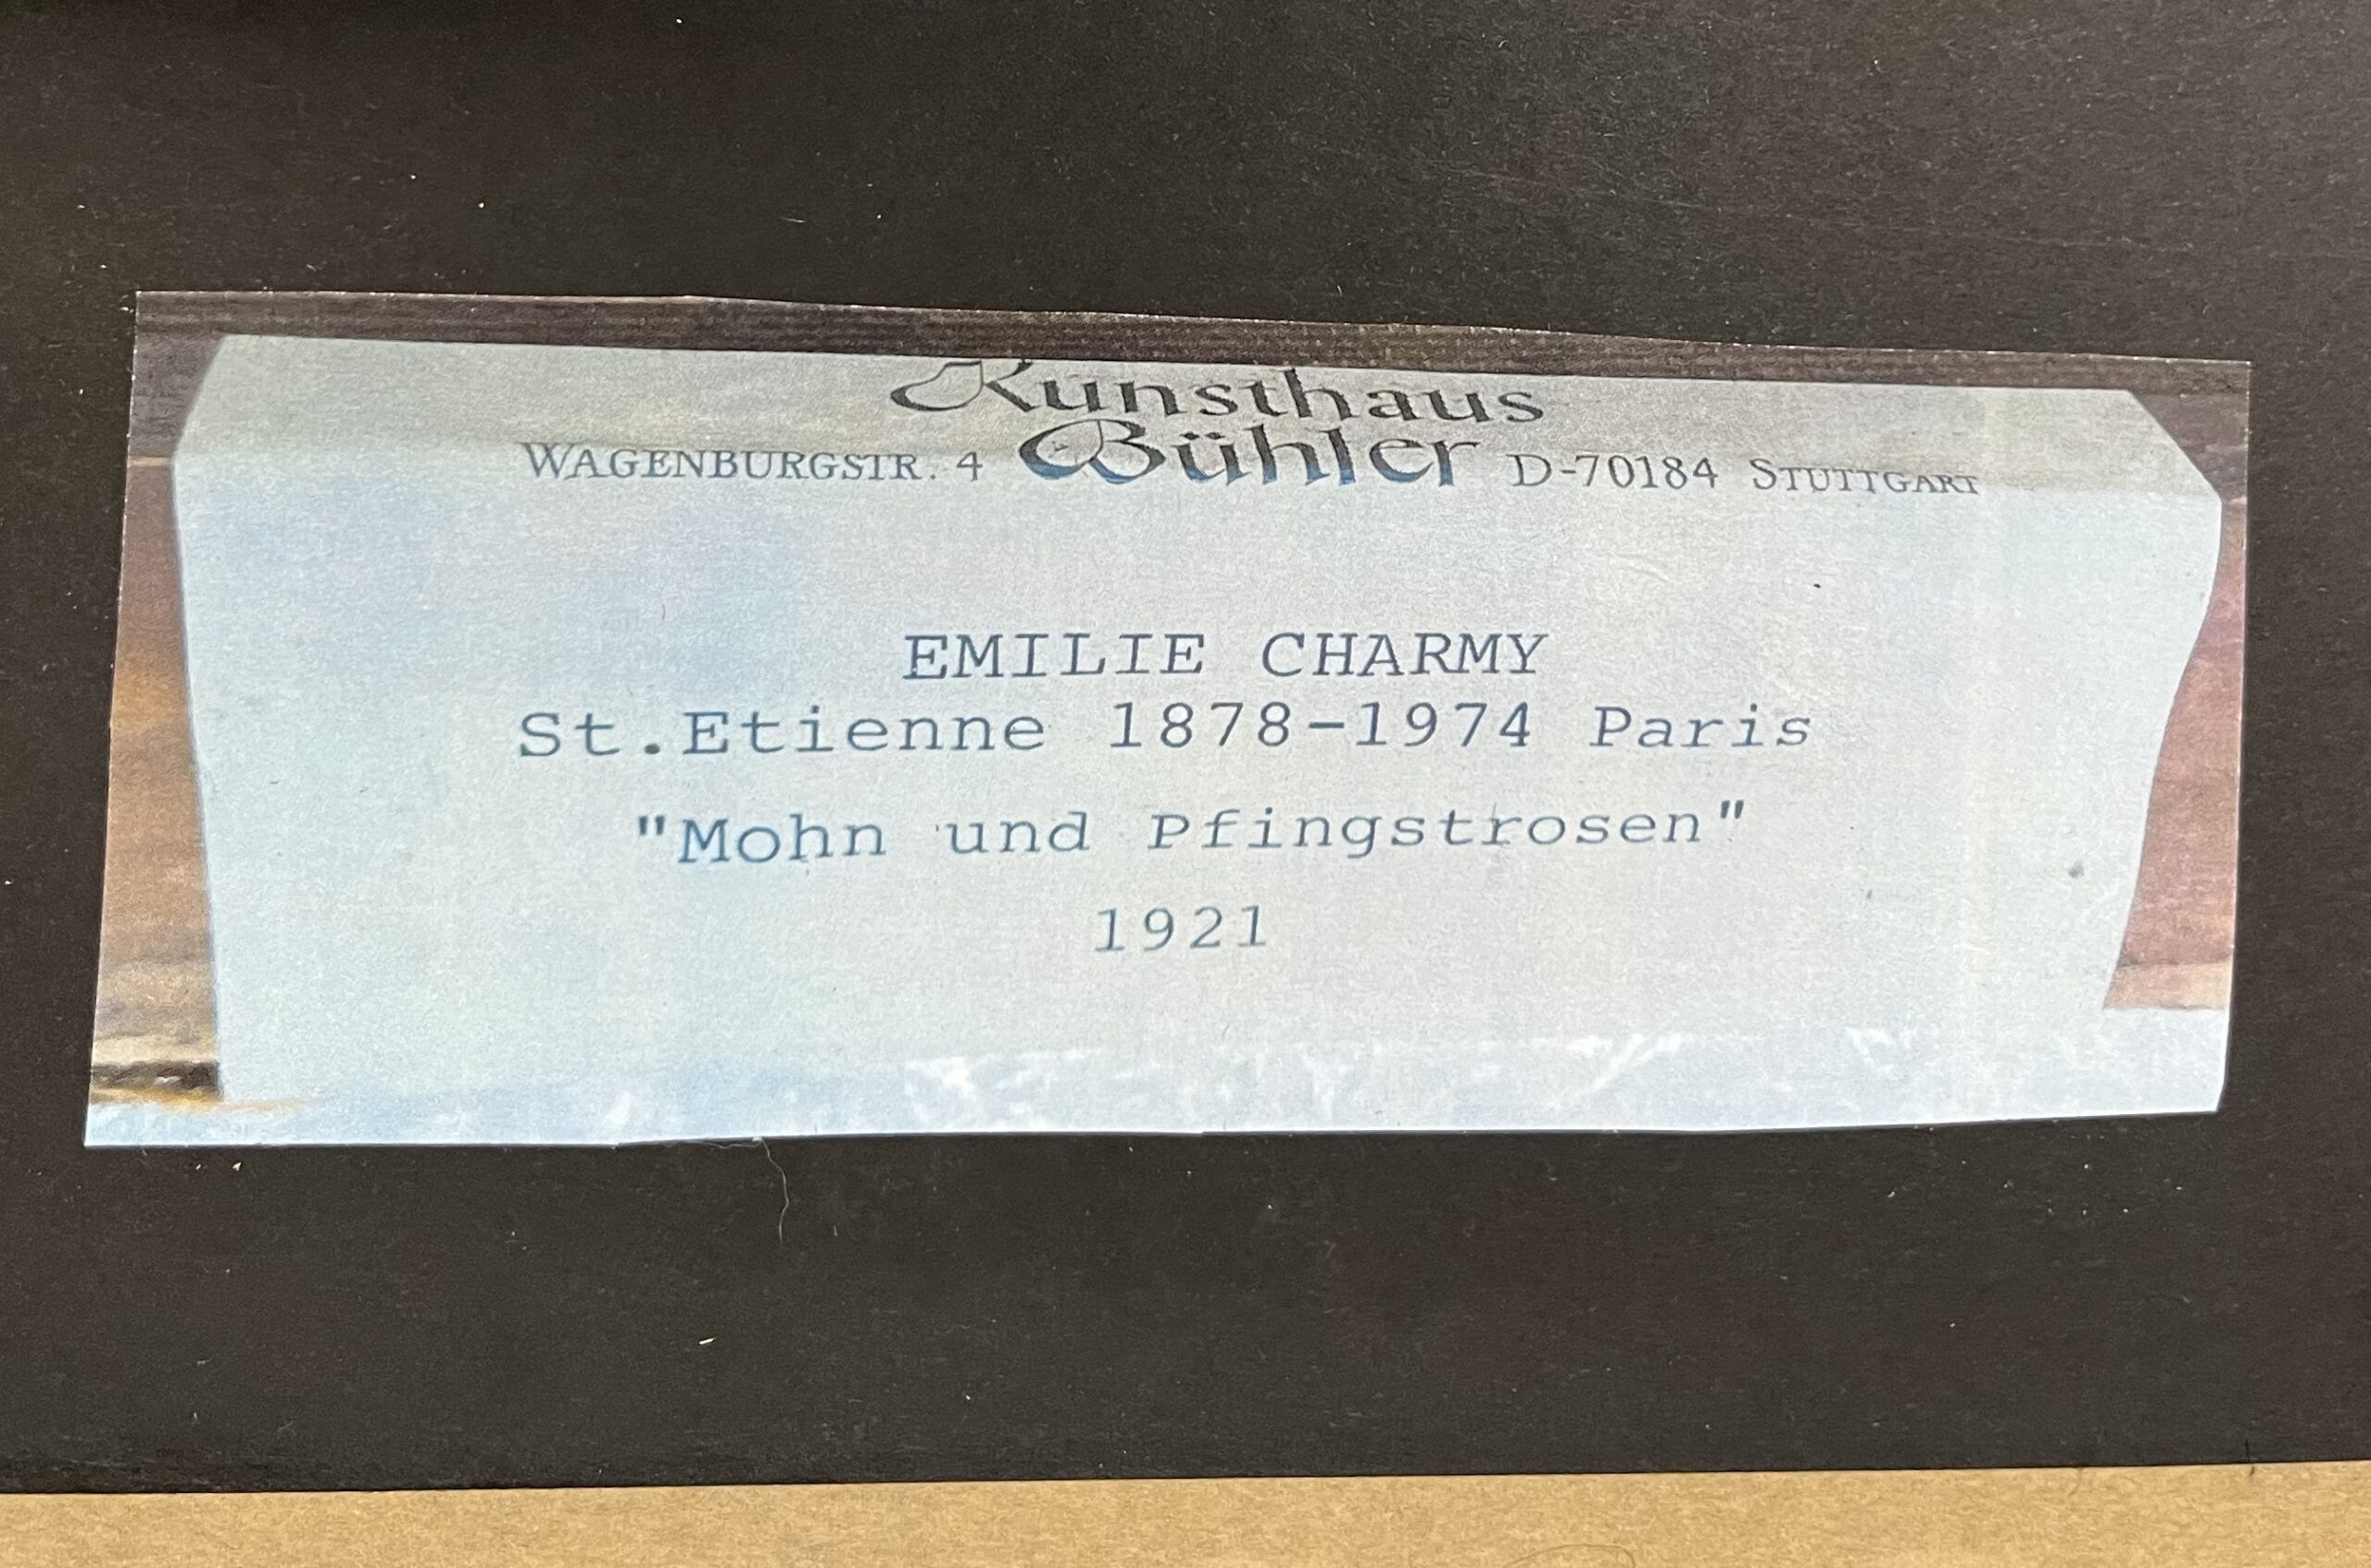 Kunsthaus
WAGENBURGSTR. 4 Bühler D-70184 STUTTGART
EMILIE CHARMY
St.Etienne 1878-1974 Paris
"Mohn und Pfingstrosen"
1921